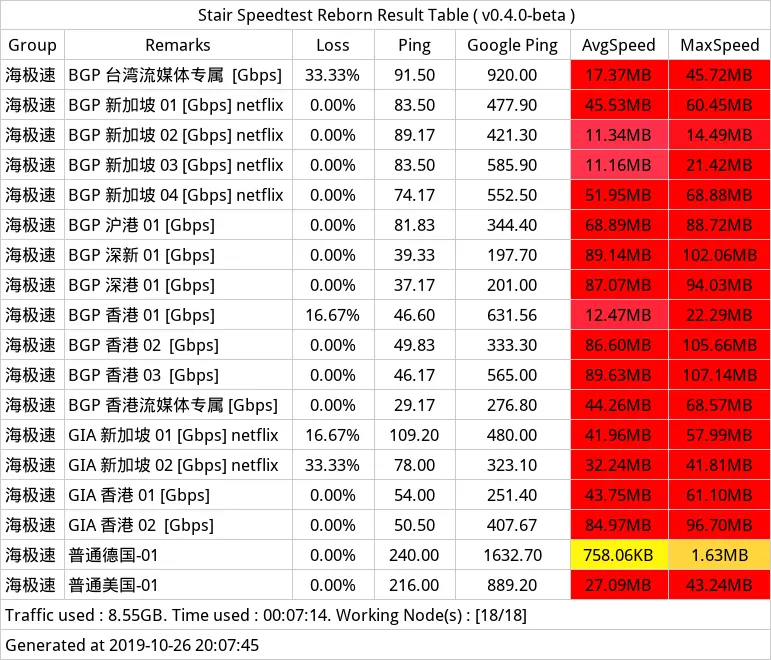 Stair Speedtest Reborn Result Table ( v0.4.0-beta )
Group Remarks Loss Ping Google Ping AvgSpeed MaxSpeed
海极速 BGP 台湾流媒体专属 [Gbps] 33.33% 91.50 920.00 17.37MB 45.72MB
海极速 BGP 新加坡 01 [Gbps] netflix 0.00% 83.50 477.90 45.53MB 60.45MB
海极速 BGP 新加坡 02 [Gbps] netflix 0.00% 89.17 421.30 11.34MB 14.49MB
海极速 BGP 新加坡 03 [Gbps] netflix 0.00% 83.50 585.90 11.16MB 21.42MB
海极速 BGP 新加坡 04 [Gbps] netflix 0.00% 74.17 552.50 51.95MB 68.88MB
海极速 BGP 沪港 01 [Gbps] 0.00% 81.83 344.40 68.89MB 88.72MB
海极速 BGP 深新 01 [Gbps] 0.00% 39.33 197.70 89.14MB 102.06MB
海极速 BGP 深港 01 [Gbps] 0.00% 37.17 201.00 87.07MB 94.03MB
海极速 BGP 香港 01 [Gbps] 16.67% 46.60 631.56 12.47MB 22.29MB
海极速 BGP 香港 02 [Gbps] 0.00% 49.83 333.30 86.60MB 105.66MB
海极速 BGP 香港 03 [Gbps] 0.00% 46.17 565.00 89.63MB 107.14MB
海极速 BGP 香港流媒体专属 [Gbps] 0.00% 29.17 276.80 44.26MB 68.57MB
海极速 GIA 新加坡 01 [Gbps] netflix 16.67% 109.20 480.00 41.96MB 57.99MB
海极速 GIA 新加坡 02 [Gbps] netflix 33.33% 78.00 323.10 32.24MB 41.81MB
海极速 GIA 香港 01 [Gbps] 0.00% 54.00 251.40 43.75MB 61.10MB
海极速 GIA 香港 02 [Gbps] 0.00% 50.50 407.67 84.97MB 96.70MB
海极速 普通德国-01 0.00% 240.00 1632.70 758.06KB 1.63MB
海极速 普通美国-01 0.00% 216.00 889.20 27.09MB 43.24MB
Traffic used : 8.55GB. Time used : 00:07:14. Working Node(s) : [18/18]
Generated at 2019-10-26 20:07:45